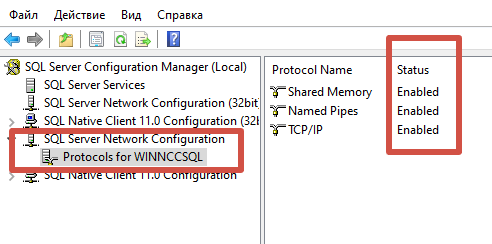 Файл Действие Вид Справка
SQL Server Configuration Manager (Local)
SQL Server Services
SQL Server Network Configuration (32bit)
SQL Native Client 11.0 Configuration (32
SQL Server Network Configuration
Protocols for WINNCCSQL
SQL Native Client 11.0 Configuration
Protocol Name Status
Shared Memory Enabled
Named Pipes Enabled
TCP/IP Enabled